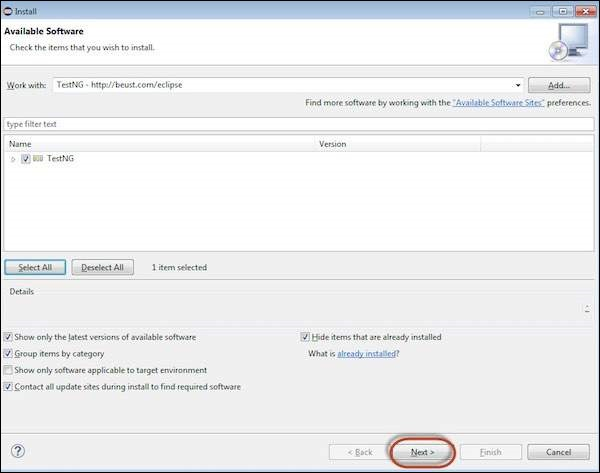 Install
Available Software
Check the items that you wish to install.
Work with: TestNG - http://beust.com/eclipse Add...
Find more software by working with the "Available Software Sites" preferences.
type filter text
Name Version
TestNG
Select All Deselect All 1 item selected
Details
Show only the latest versions of available software Hide items that are already installed
Group items by category What is already installed?
Show only software applicable to target environment
Contact all update sites during install to find required software
? < Back Next > Finish Cancel